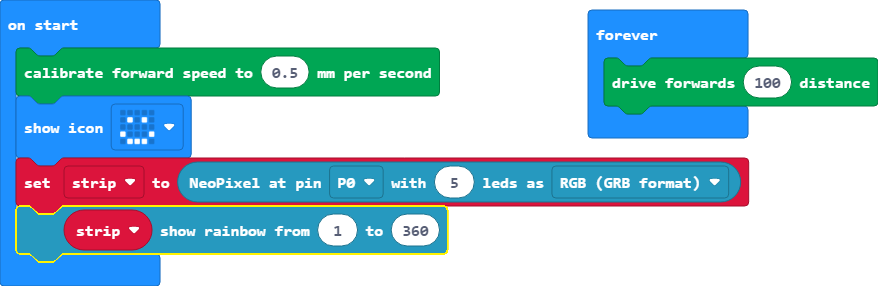 on start
calibrate forward speed to 0.5 mm per second
show icon
set strip to NeoPixel at pin P0 with 5 leds as RGB (GRB format)
strip show rainbow from 1 to 360
forever
drive forwards 100 distance